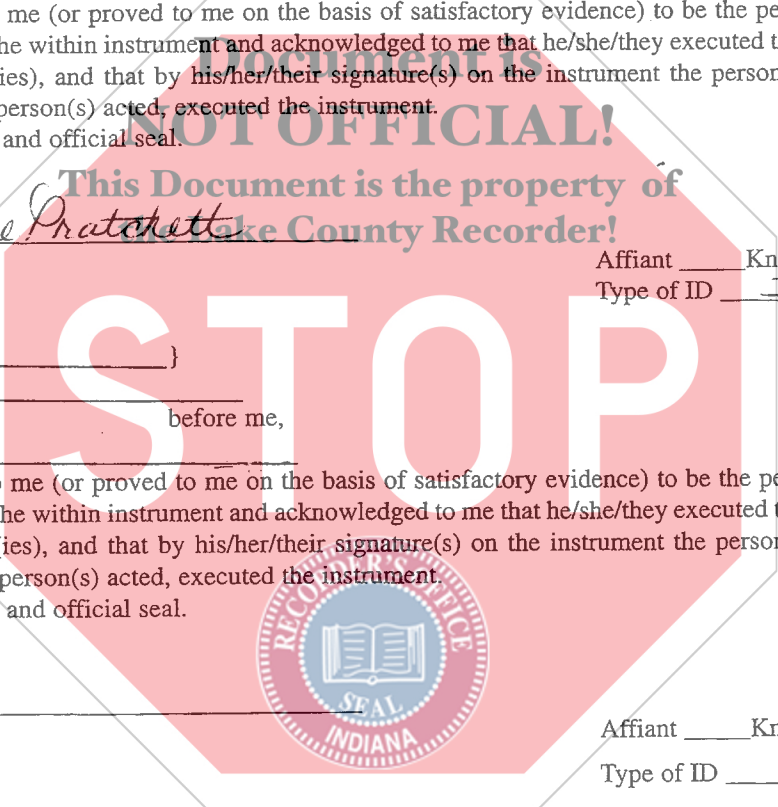 me (or proved to me on the basis of satisfactory evidence) to be the pe
he within instrument and acknowledged to me that he/she/they executed t
ies), and that by his/her/their signature(s) on the instrument the person
person(s) acted, executed the instrument.
and official seal.
Document is
NOT OFFICIAL!
This Document is the property of
the Lake County Recorder!
e Pratchett
Affiant _____Kn
Type of ID
STOP
}
before me,
me (or proved to me on the basis of satisfactory evidence) to be the pe
he within instrument and acknowledged to me that he/she/they executed t
ies), and that by his/her/their signature(s) on the instrument the person
person(s) acted, executed the instrument.
and official seal.
RECORDER'S OFFICE
SEAL
INDIANA
Affiant _____Kn
Type of ID